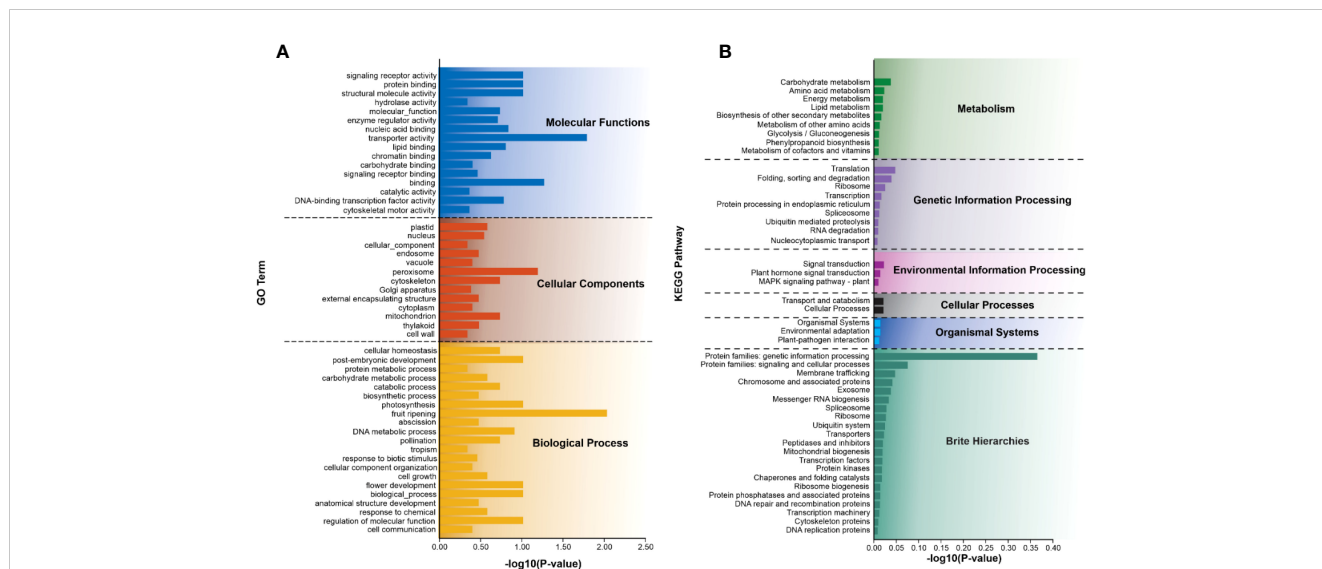 A
GO Term
signaling receptor activity
protein binding
structural molecule activity
hydrolase activity
molecular_function
enzyme regulator activity
nucleic acid binding
transporter activity
lipid binding
chromatin binding
carbohydrate binding
signaling receptor binding
binding
catalytic activity
DNA-binding transcription factor activity
cytoskeletal motor activity
Molecular Functions
plastid
nucleus
cellular_component
endosome
vacuole
peroxisome
cytoskeleton
Golgi apparatus
external encapsulating structure
cytoplasm
mitochondrion
thylakoid
cell wall
Cellular Components
cellular homeostasis
post-embryonic development
protein metabolic process
carbohydrate metabolic process
catabolic process
biosynthetic process
photosynthesis
fruit ripening
abscission
DNA metabolic process
pollination
tropism
response to biotic stimulus
cellular component organization
cell growth
flower development
biological_process
anatomical structure development
response to chemical
regulation of molecular function
cell communication
Biological Process
0.00 0.50 1.00 1.50 2.00 2.50
-log10(P-value)
B
KEGG Pathway
Carbohydrate metabolism
Amino acid metabolism
Energy metabolism
Lipid metabolism
Biosynthesis of other secondary metabolites
Metabolism of other amino acids
Glycolysis / Gluconeogenesis
Phenylpropanoid biosynthesis
Metabolism of cofactors and vitamins
Metabolism
Translation
Folding, sorting and degradation
Ribosome
Transcription
Protein processing in endoplasmic reticulum
Spliceosome
Ubiquitin mediated proteolysis
RNA degradation
Nucleocytoplasmic transport
Genetic Information Processing
Signal transduction
Plant hormone signal transduction
MAPK signaling pathway - plant
Environmental Information Processing
Transport and catabolism
Cellular Processes
Cellular Processes
Organismal Systems
Environmental adaptation
Plant-pathogen interaction
Organismal Systems
Protein families: genetic information processing
Protein families: signaling and cellular processes
Membrane trafficking
Chromosome and associated proteins
Exosome
Messenger RNA biogenesis
Spliceosome
Ribosome
Ubiquitin system
Transporters
Peptidases and inhibitors
Mitochondrial biogenesis
Transcription factors
Protein kinases
Chaperones and folding catalysts
Ribosome biogenesis
Protein phosphatases and associated proteins
DNA repair and recombination proteins
Transcription machinery
Cytoskeleton proteins
DNA replication proteins
Brite Hierarchies
0.00 0.05 0.10 0.15 0.20 0.25 0.30 0.35 0.40
-log10(P-value)